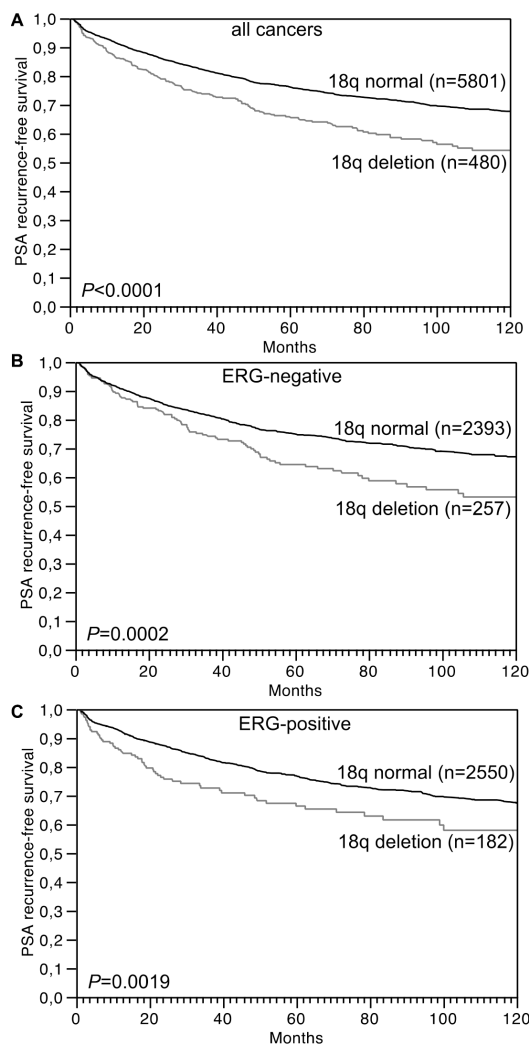 A
all cancers
PSA recurrence-free survival
1,0
0,9
0,8
0,7
0,6
0,5
0,4
0,3
0,2
0,1
0,0
18q normal (n=5801)
18q deletion (n=480)
P<0.0001
0 20 40 60 80 100 120
Months
B
ERG-negative
PSA recurrence-free survival
1,0
0,9
0,8
0,7
0,6
0,5
0,4
0,3
0,2
0,1
0,0
18q normal (n=2393)
18q deletion (n=257)
P=0.0002
0 20 40 60 80 100 120
Months
C
ERG-positive
PSA recurrence-free survival
1,0
0,9
0,8
0,7
0,6
0,5
0,4
0,3
0,2
0,1
0,0
18q normal (n=2550)
18q deletion (n=182)
P=0.0019
0 20 40 60 80 100 120
Months